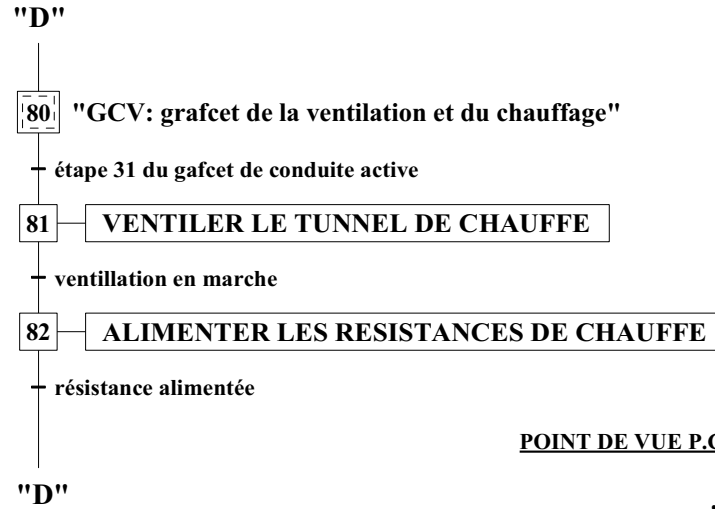 "D"
80 "GCV: grafcet de la ventilation et du chauffage"
étape 31 du gafcet de conduite active
81 VENTILER LE TUNNEL DE CHAUFFE
ventillation en marche
82 ALIMENTER LES RESISTANCES DE CHAUFFE
résistance alimentée
POINT DE VUE P.
"D"